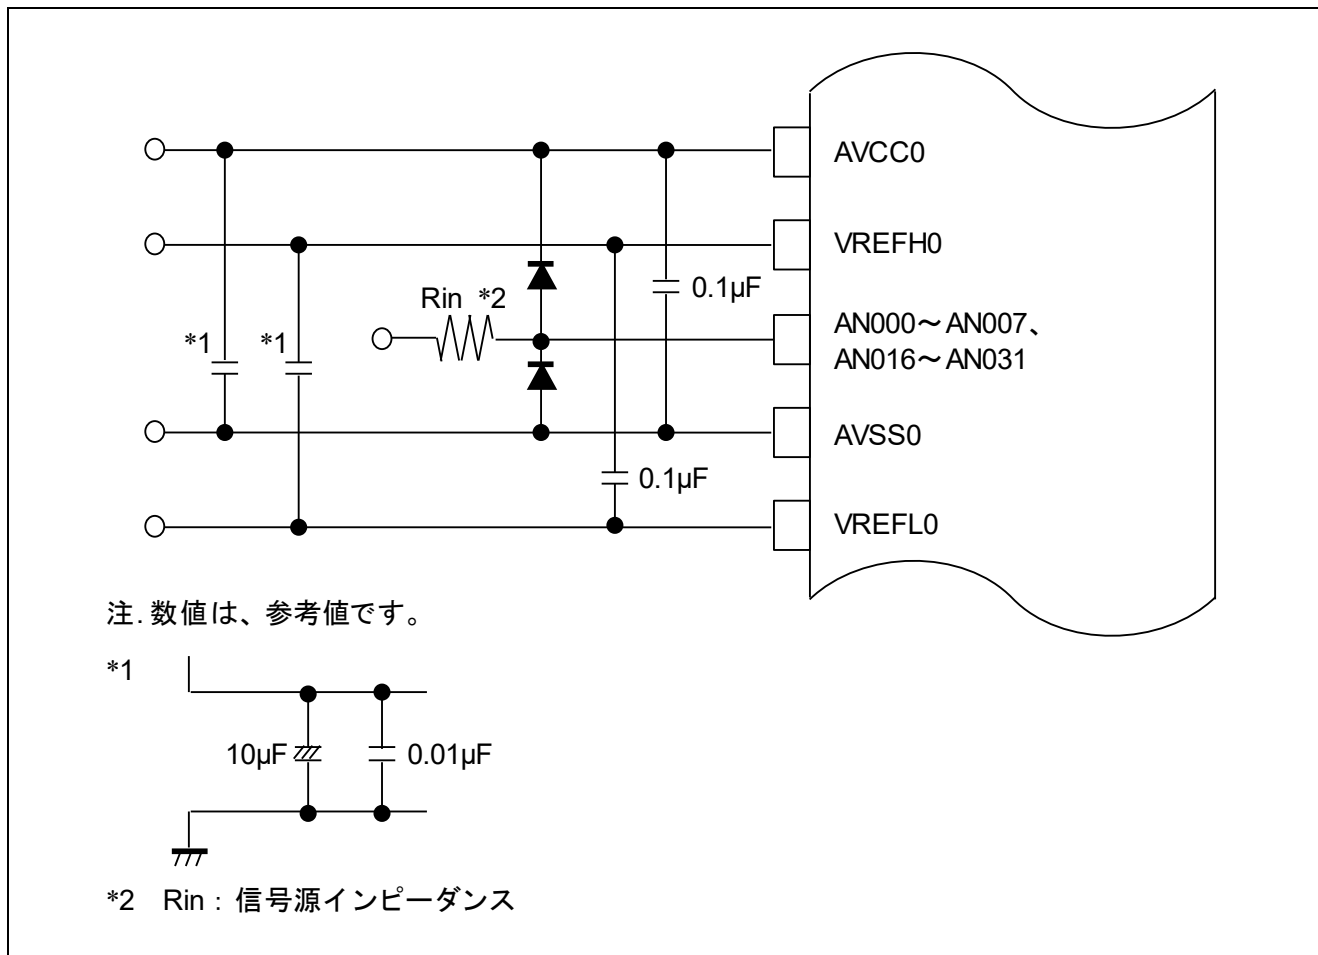 AVCC0
VREFH0
0.1µF
Rin *2
AN000～AN007、
AN016～AN031
*1 *1
AVSS0
0.1µF
VREFL0
注. 数値は、参考値です。
*1
10µF 0.01µF
*2 Rin : 信号源インピーダンス